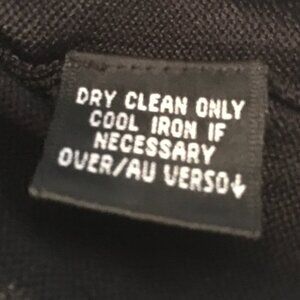 DRY CLEAN ONLY
COOL IRON IF
NECESSARY
OVER/AU VERSO↓